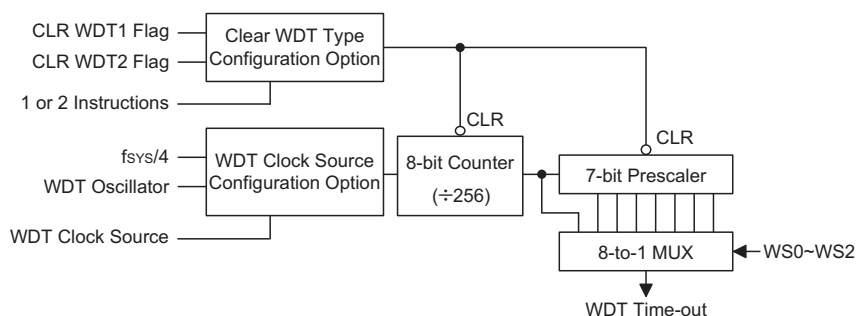 CLR WDT1 Flag
CLR WDT2 Flag
1 or 2 Instructions
Clear WDT Type
Configuration Option
CLR
CLR
fSYS/4
WDT Oscillator
WDT Clock Source
WDT Clock Source
Configuration Option
8-bit Counter
(÷256)
7-bit Prescaler
8-to-1 MUX
WS0~WS2
WDT Time-out